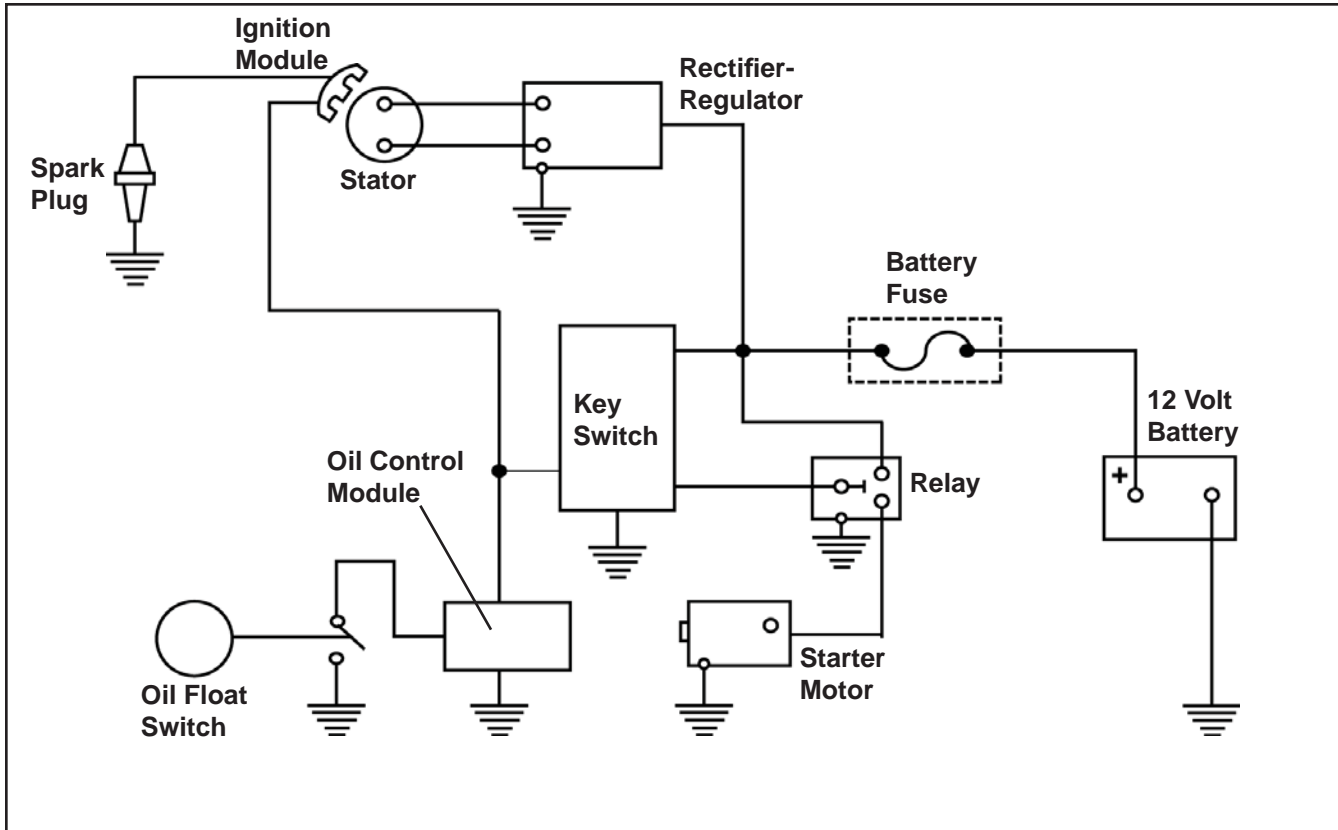 Ignition
Module
Rectifier-
Regulator
Spark
Plug
Stator
Battery
Fuse
Key
Switch
12 Volt
Battery
+
Oil Control
Module
Relay
Oil Float
Switch
Starter
Motor